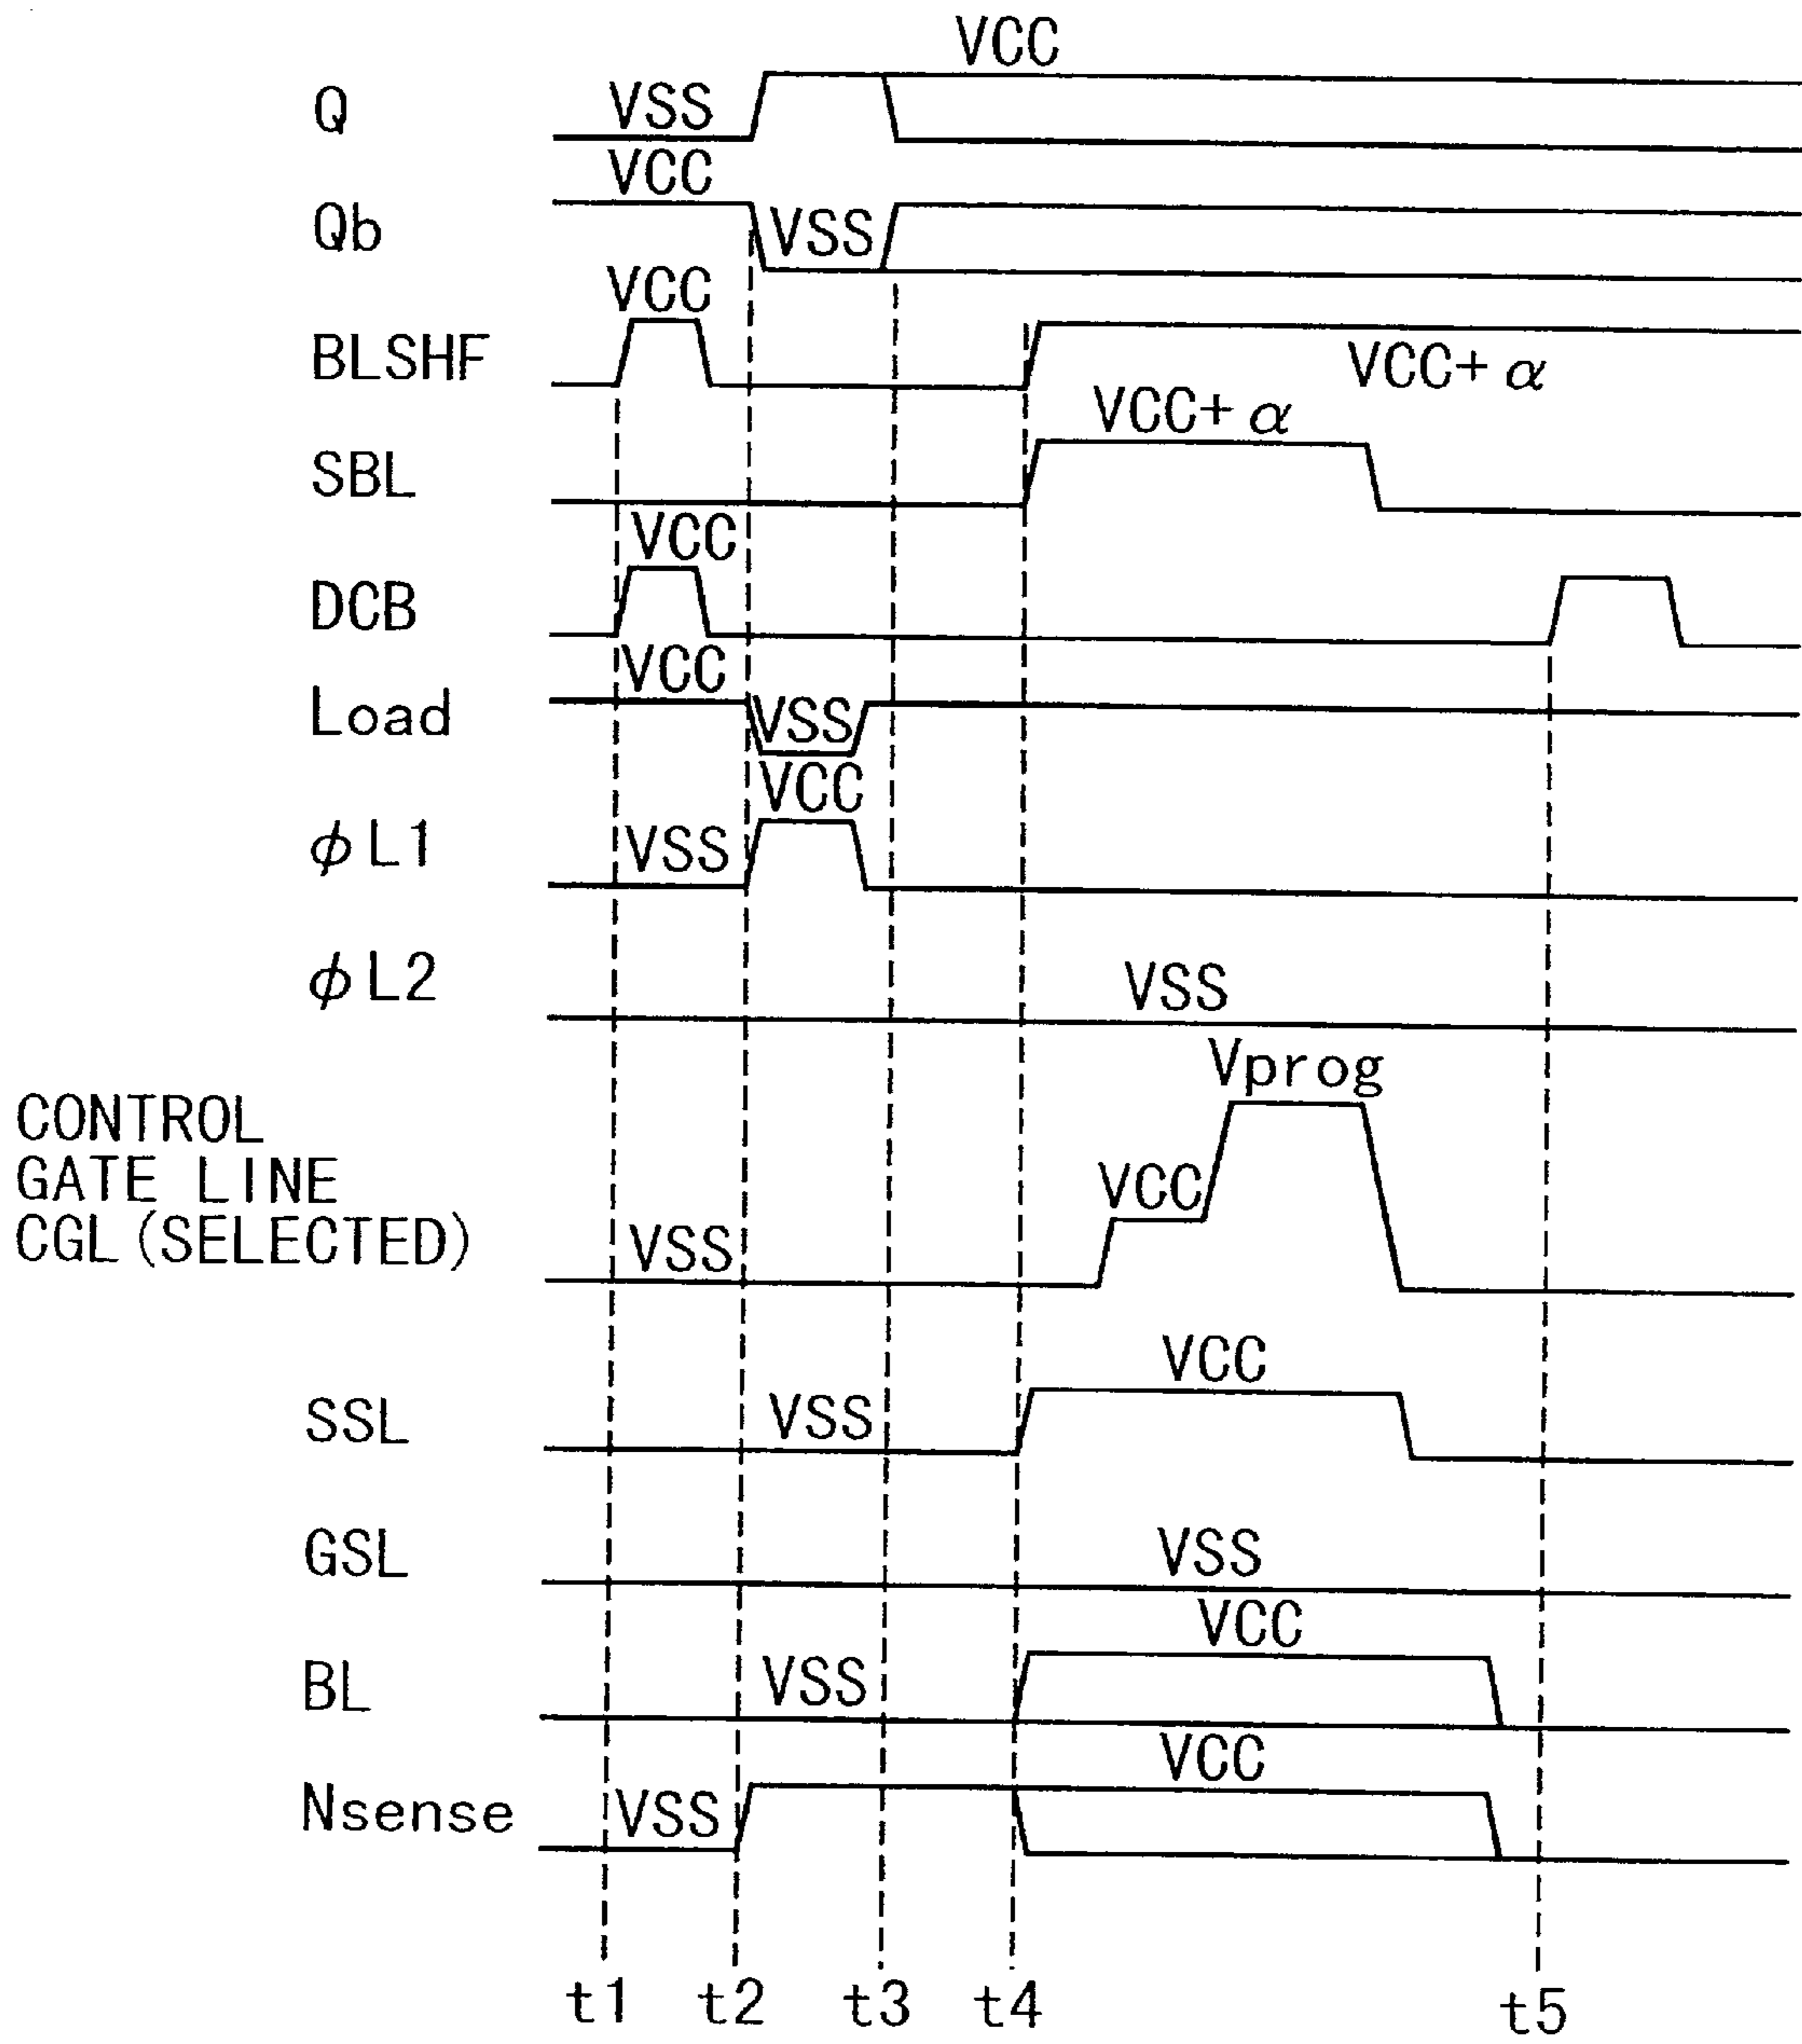 VCC
Q VSS
VCC
Qb VSS
VCC
BLSHF VCC+α
VCC+α
SBL
VCC
DCB
VCC
Load VSS
VCC
φL1 VSS
φL2 VSS
Vprog
CONTROL
GATE LINE VCC
CGL(SELECTED) VSS
VCC
SSL VSS
GSL VSS
VCC
BL VSS
VCC
Nsense VSS
t1 t2 t3 t4 t5